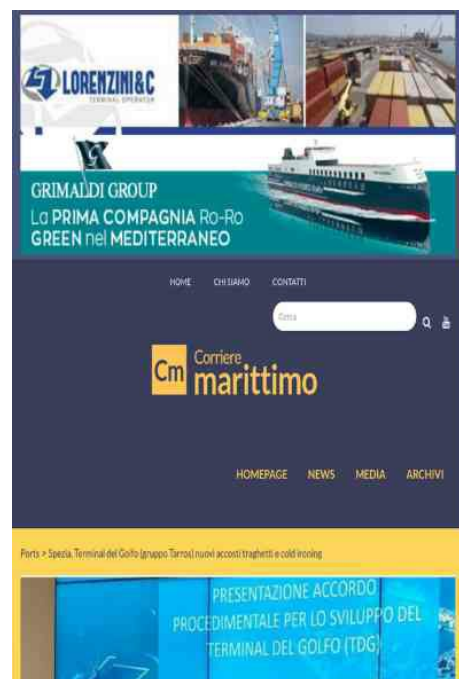 LORENZINI&C
TERMINAL OPERATOR
GRIMALDI GROUP
La PRIMA COMPAGNIA Ro-Ro
GREEN nel MEDITERRANEO
HOME CHI SIAMO CONTATTI
Cerca
Cm Corriere
marittimo
HOMEPAGE NEWS MEDIA ARCHIVI
Ports > Spezia, Terminal del Golfo (gruppo Tarros) nuovi accosti traghetti e cold ironing
PRESENTAZIONE ACCORDO
PROCEDIMENTALE PER LO SVILUPPO DEL
TERMINAL DEL GOLFO (TDG)